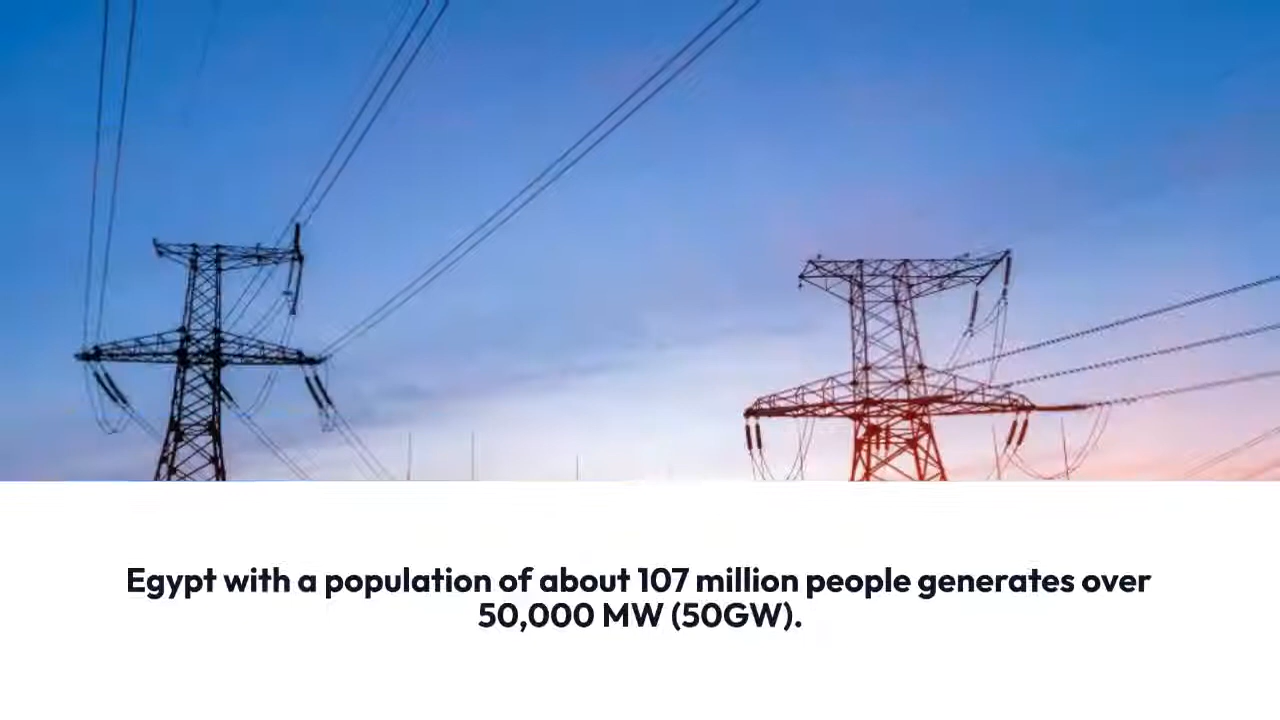 Egypt with a population of about 107 million people generates over
50,000 MW (50GW).